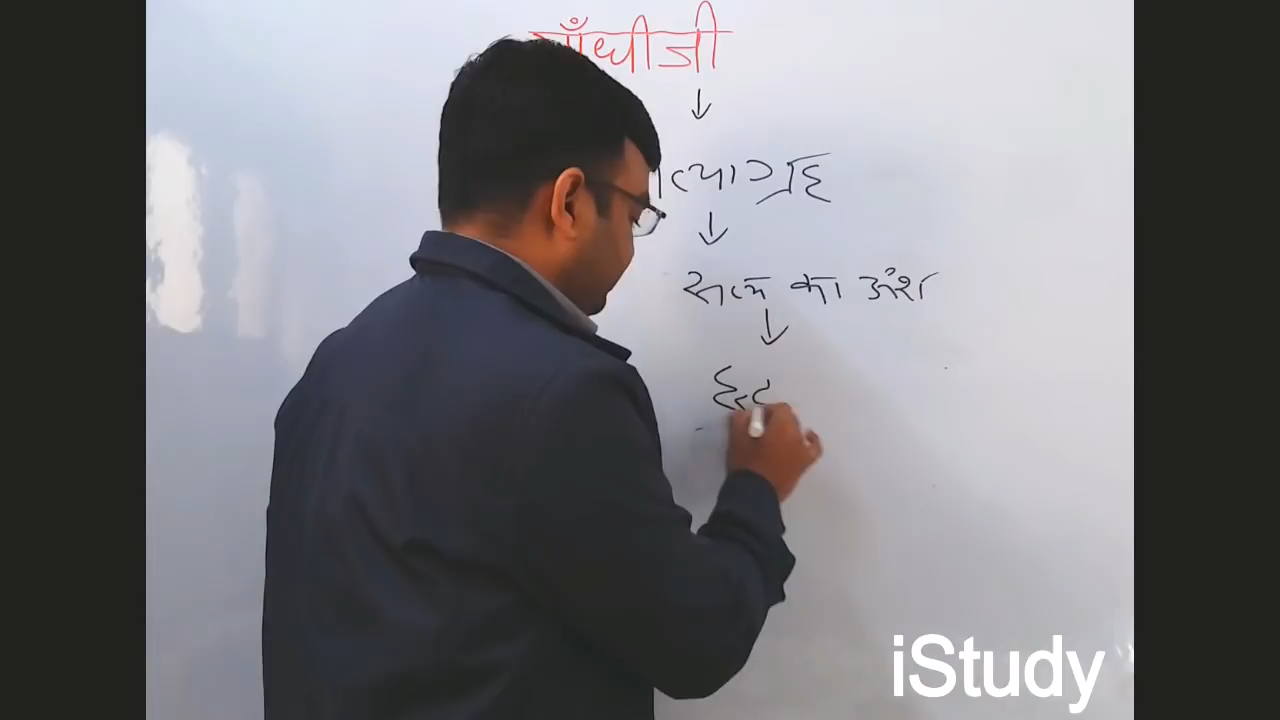 गाँधीजी
↓
सत्याग्रह
↓
सत्य का अंश
↓
iStudy